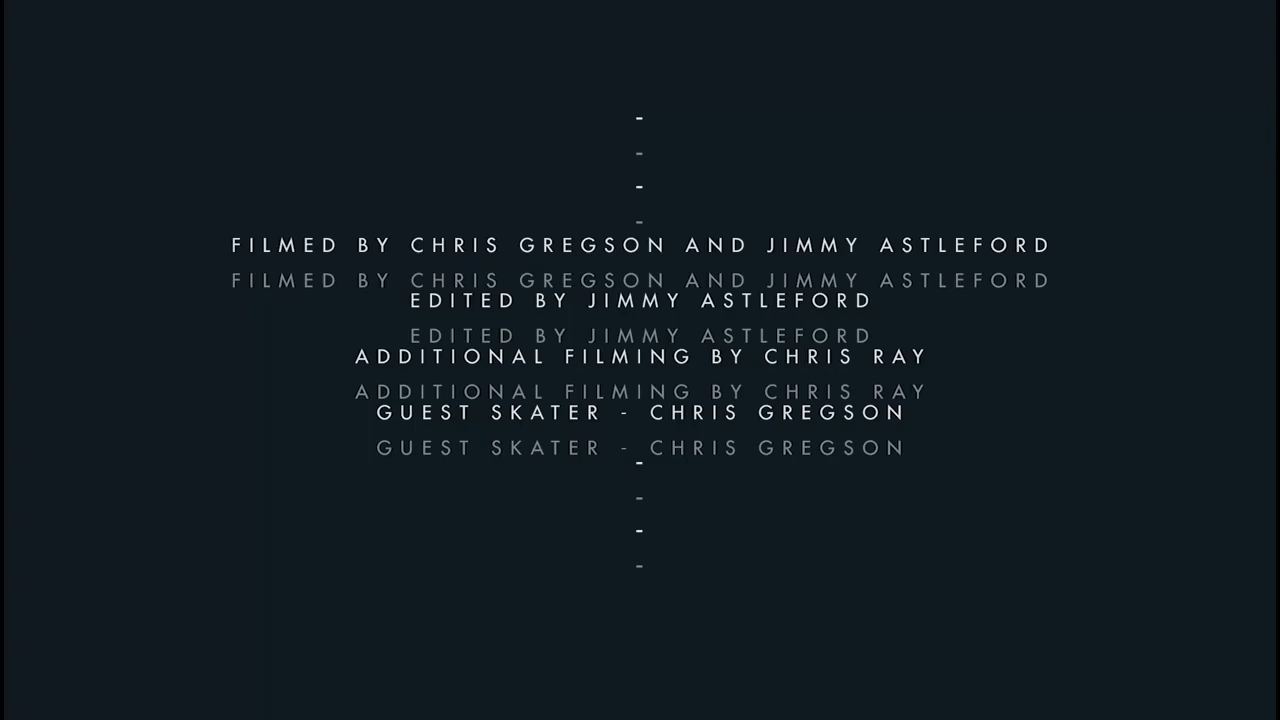 -
-
-
-
FILMED BY CHRIS GREGSON AND JIMMY ASTLEFORD
FILMED BY CHRIS GREGSON AND JIMMY ASTLEFORD
EDITED BY JIMMY ASTLEFORD
EDITED BY JIMMY ASTLEFORD
ADDITIONAL FILMING BY CHRIS RAY
ADDITIONAL FILMING BY CHRIS RAY
GUEST SKATER - CHRIS GREGSON
GUEST SKATER - CHRIS GREGSON
-
-
-
-